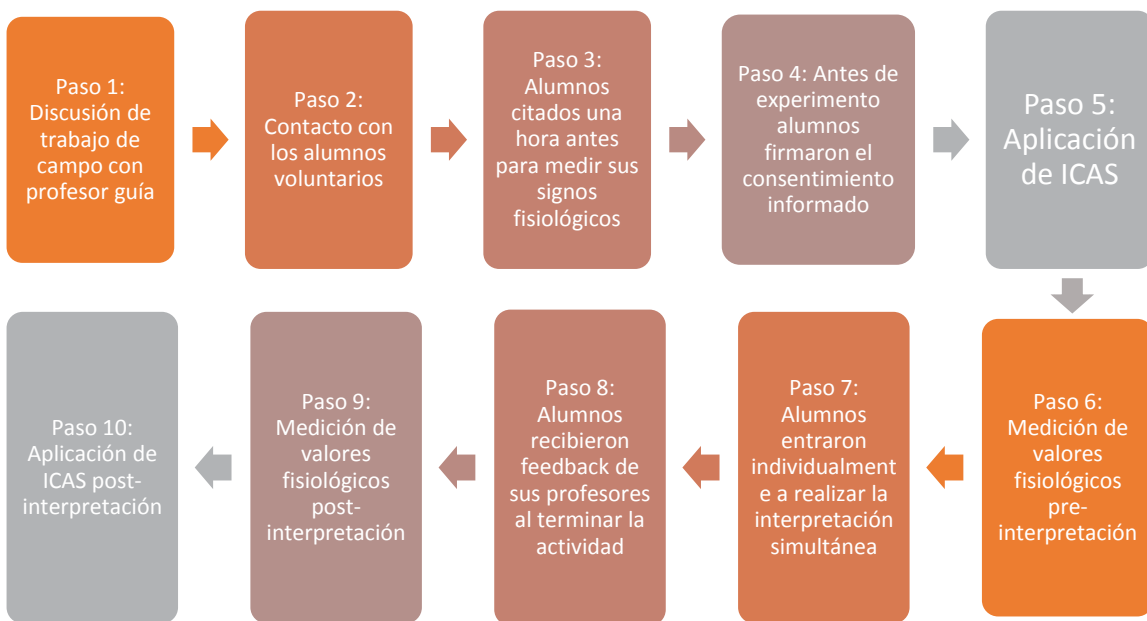 Paso 1:
Discusión de
trabajo de
campo con
profesor guía
Paso 2:
Contacto con
los alumnos
voluntarios
Paso 3:
Alumnos
citados una
hora antes
para medir sus
signos
fisiológicos
Paso 4: Antes de
experimento
alumnos
firmaron el
consentimiento
informado
Paso 5:
Aplicación
de ICAS
Paso 6:
Medición de
valores
fisiológicos
pre-
interpretación
Paso 7:
Alumnos
entraron
individualment
e a realizar la
interpretación
simultánea
Paso 8:
Alumnos
recibieron
feedback de
sus profesores
al terminar la
actividad
Paso 9:
Medición de
valores
fisiológicos
post-
interpretación
Paso 10:
Aplicación de
ICAS post-
interpretación